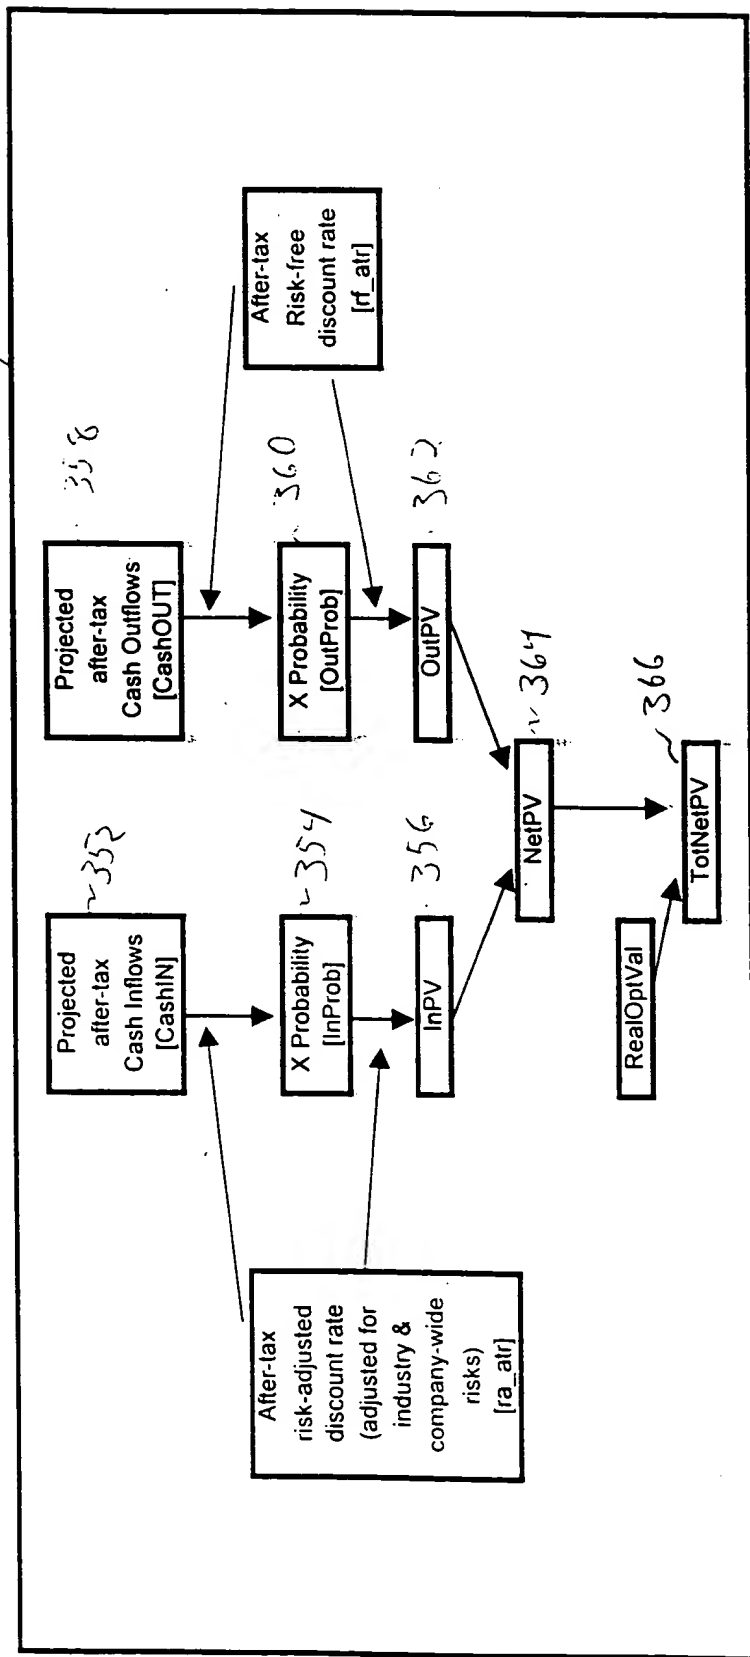 Projected
after-tax
Cash Inflows
[CashIN]
~352
Projected
after-tax
Cash Outflows
[CashOUT]
358
After-tax
risk-adjusted
discount rate
(adjusted for
industry &
company-wide
risks)
[ra_atr]
X Probability
[InProb]
~354
X Probability
[OutProb]
360
After-tax
Risk-free
discount rate
[rf_atr]
InPV
356
OutPV
362
NetPV
~364
RealOptVal
TotNetPV
366